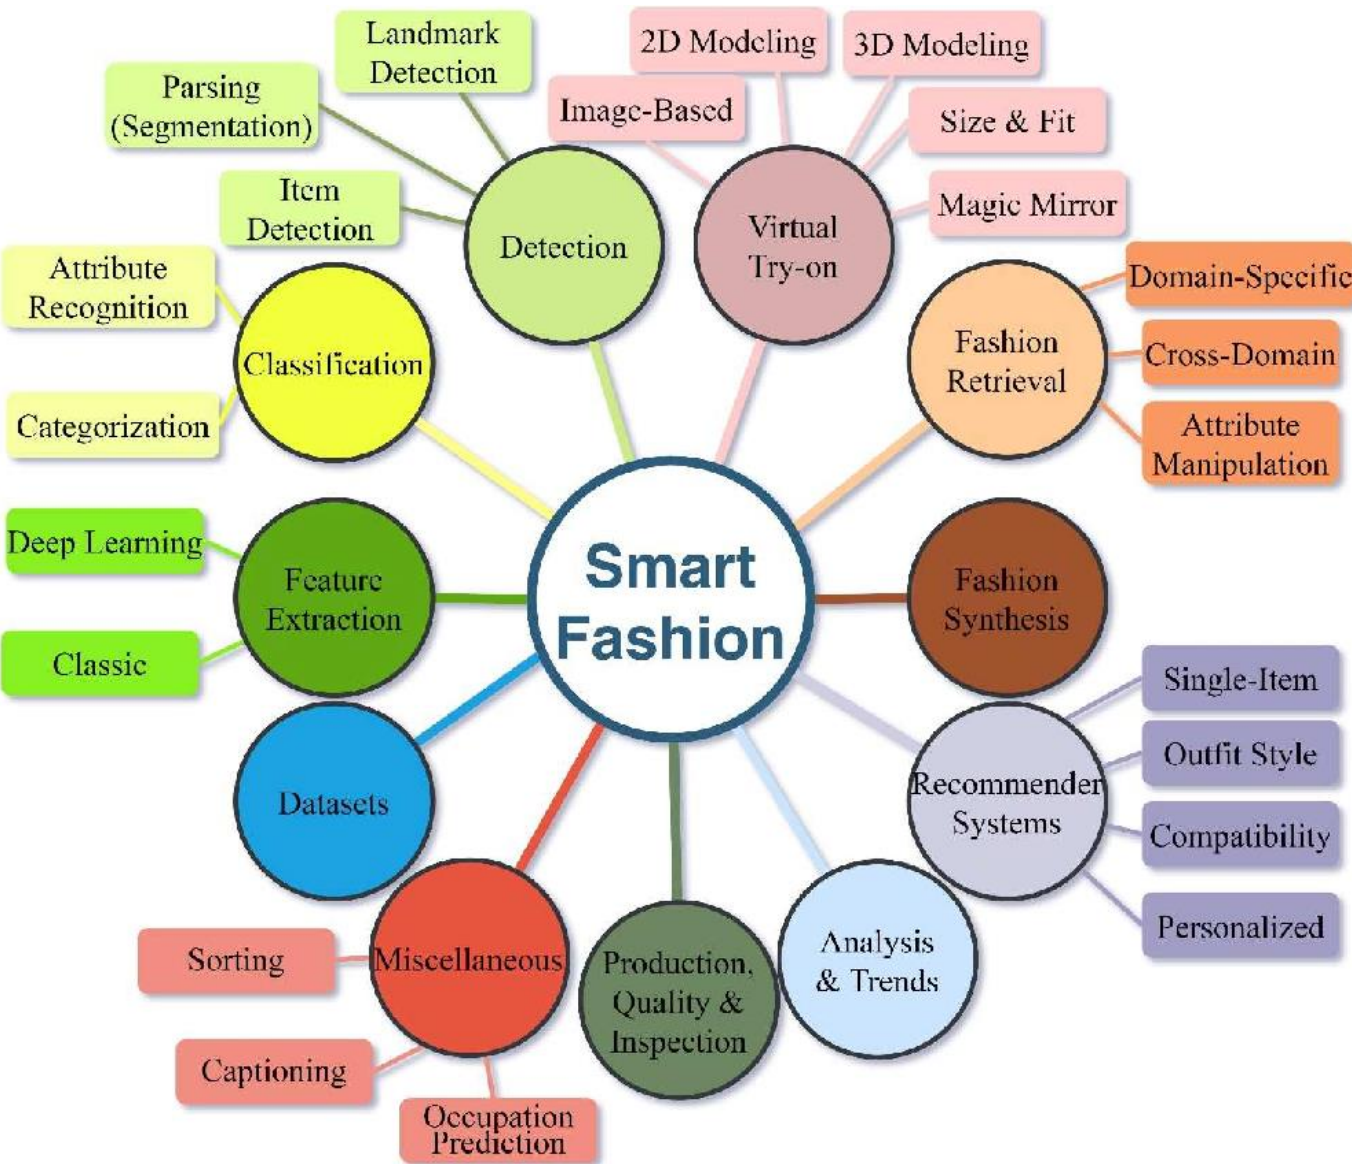 Landmark
Detection
Parsing
(Segmentation)
Item
Detection
Detection
2D Modeling
3D Modeling
Image-Based
Size & Fit
Magic Mirror
Virtual
Try-on
Attribute
Recognition
Categorization
Classification
Domain-Specific
Cross-Domain
Attribute
Manipulation
Fashion
Retrieval
Deep Learning
Classic
Feature
Extraction
Smart
Fashion
Fashion
Synthesis
Single-Item
Outfit Style
Compatibility
Personalized
Recommender
Systems
Datasets
Sorting
Captioning
Occupation
Prediction
Miscellaneous
Production,
Quality &
Inspection
Analysis
& Trends